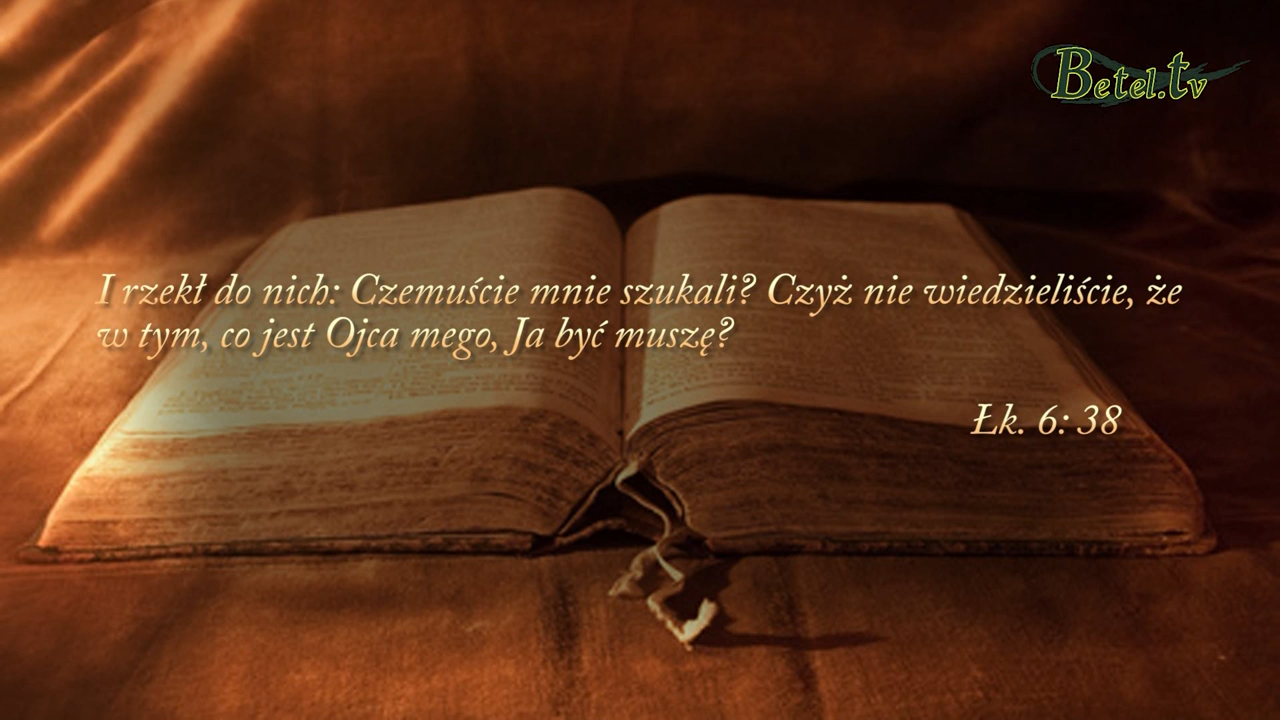 Betel.tv
I rzekł do nich: Czemuście mnie szukali? Czyż nie wiedzieliście, że
w tym, co jest Ojca mego, Ja być muszę?
Łk. 6: 38